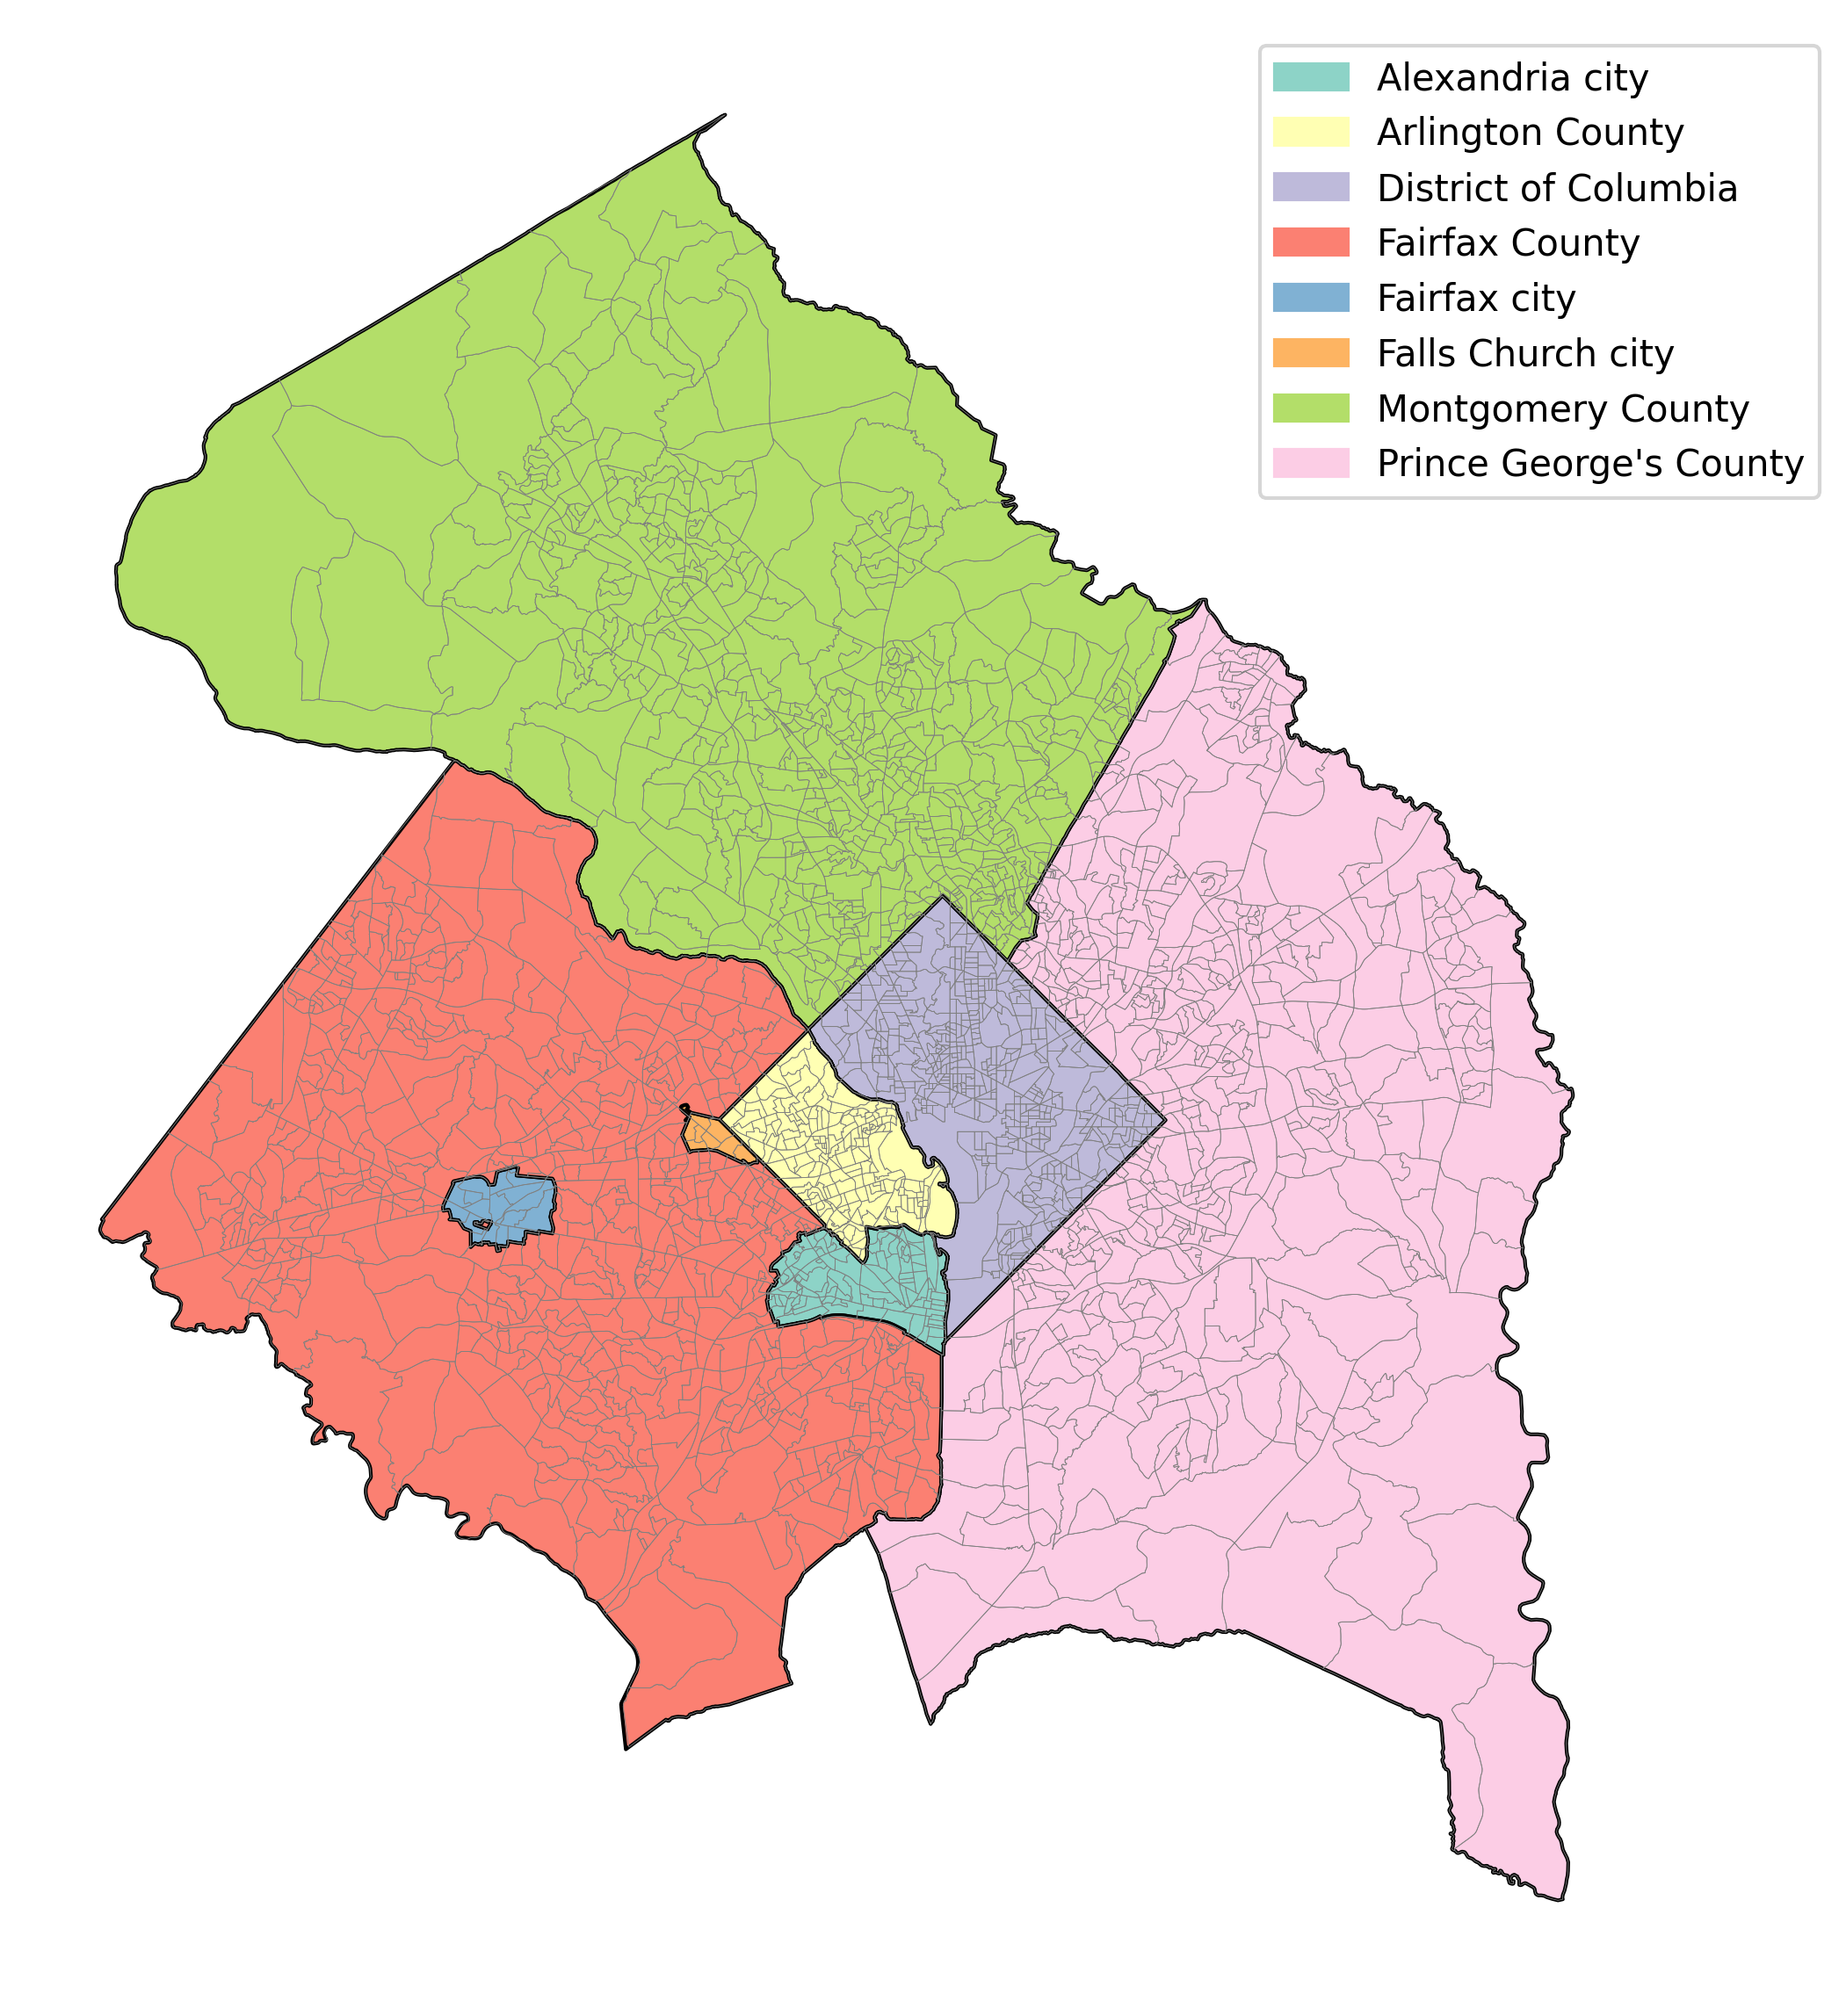 Alexandria city
Arlington County
District of Columbia
Fairfax County
Fairfax city
Falls Church city
Montgomery County
Prince George's County